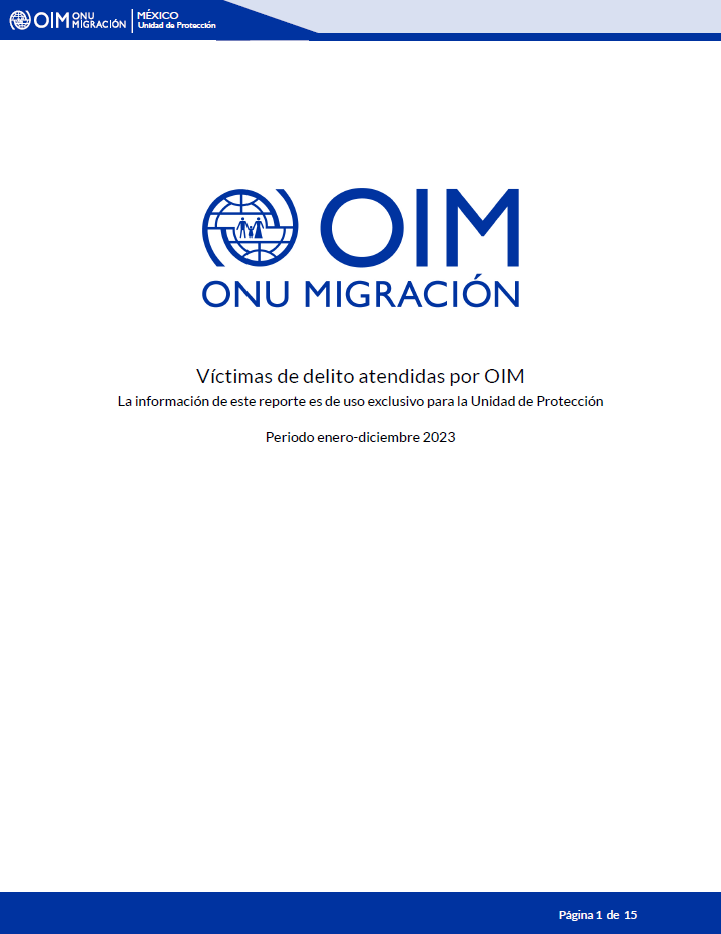 OIM ONU MIGRACIÓN MÉXICO Unidad de Protección
OIM
ONU MIGRACIÓN
Víctimas de delito atendidas por OIM
La información de este reporte es de uso exclusivo para la Unidad de Protección
Periodo enero-diciembre 2023
Página 1 de 15